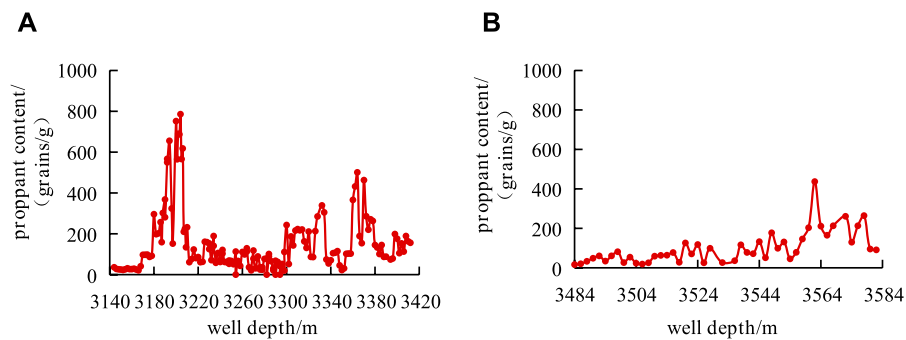 A
proppant content/
（grains/g）
1000
800
600
400
200
0
3140 3180 3220 3260 3300 3340 3380 3420
well depth/m
B
proppant content/
（grains/g）
1000
800
600
400
200
0
3484 3504 3524 3544 3564 3584
well depth/m